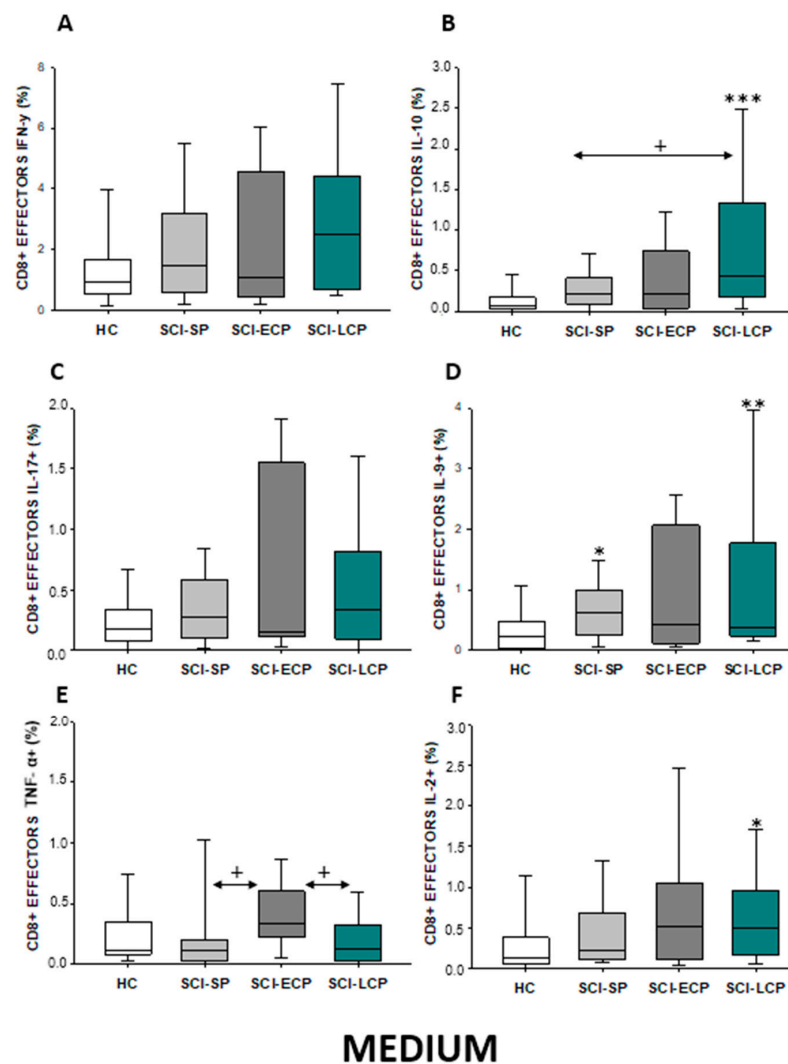 A
CD8+ EFFECTORS IFN-y (%)
8
6
4
2
0
HC SCI-SP SCI-ECP SCI-LCP
B
CD8+ EFFECTORS IL-10 (%)
3.0
2.5
2.0
1.5
1.0
0.5
0.0
***
+
HC SCI-SP SCI-ECP SCI-LCP
C
CD8+ EFFECTORS IL-17+ (%)
2.0
1.5
1.0
0.5
0.0
HC SCI-SP SCI-ECP SCI-LCP
D
CD8+ EFFECTORS IL-9+ (%)
4
3
2
1
0
*
**
HC SCI-SP SCI-ECP SCI-LCP
E
CD8+ EFFECTORS TNF- α+ (%)
2.0
1.5
1.0
0.5
0.0
+ +
HC SCI-SP SCI-ECP SCI-LCP
F
CD8+ EFFECTORS IL-2+ (%)
3.0
2.5
2.0
1.5
1.0
0.5
0.0
*
HC SCI-SP SCI-ECP SCI-LCP
MEDIUM